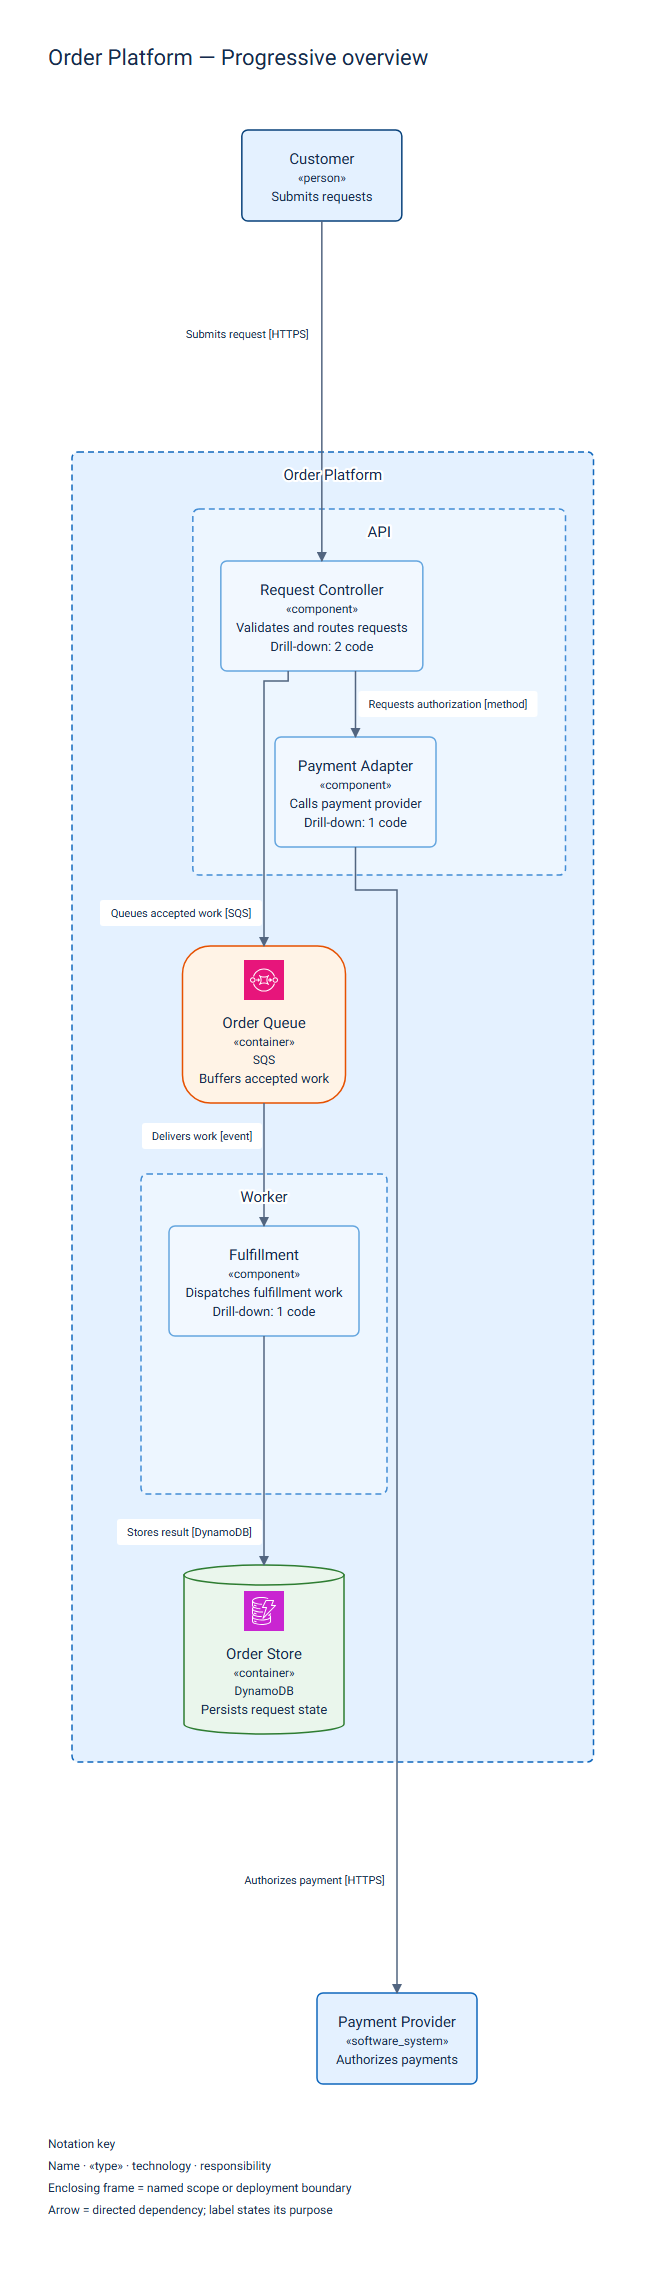 Order Platform — Progressive overview
Customer
«person»
Submits requests
Submits request [HTTPS]
Order Platform
API
Request Controller
«component»
Validates and routes requests
Drill-down: 2 code
Requests authorization [method]
Payment Adapter
«component»
Calls payment provider
Drill-down: 1 code
Queues accepted work [SQS]
Order Queue
«container»
SQS
Buffers accepted work
Delivers work [event]
Worker
Fulfillment
«component»
Dispatches fulfillment work
Drill-down: 1 code
Stores result [DynamoDB]
Order Store
«container»
DynamoDB
Persists request state
Authorizes payment [HTTPS]
Payment Provider
«software_system»
Authorizes payments
Notation key
Name · «type» · technology · responsibility
Enclosing frame = named scope or deployment boundary
Arrow = directed dependency; label states its purpose